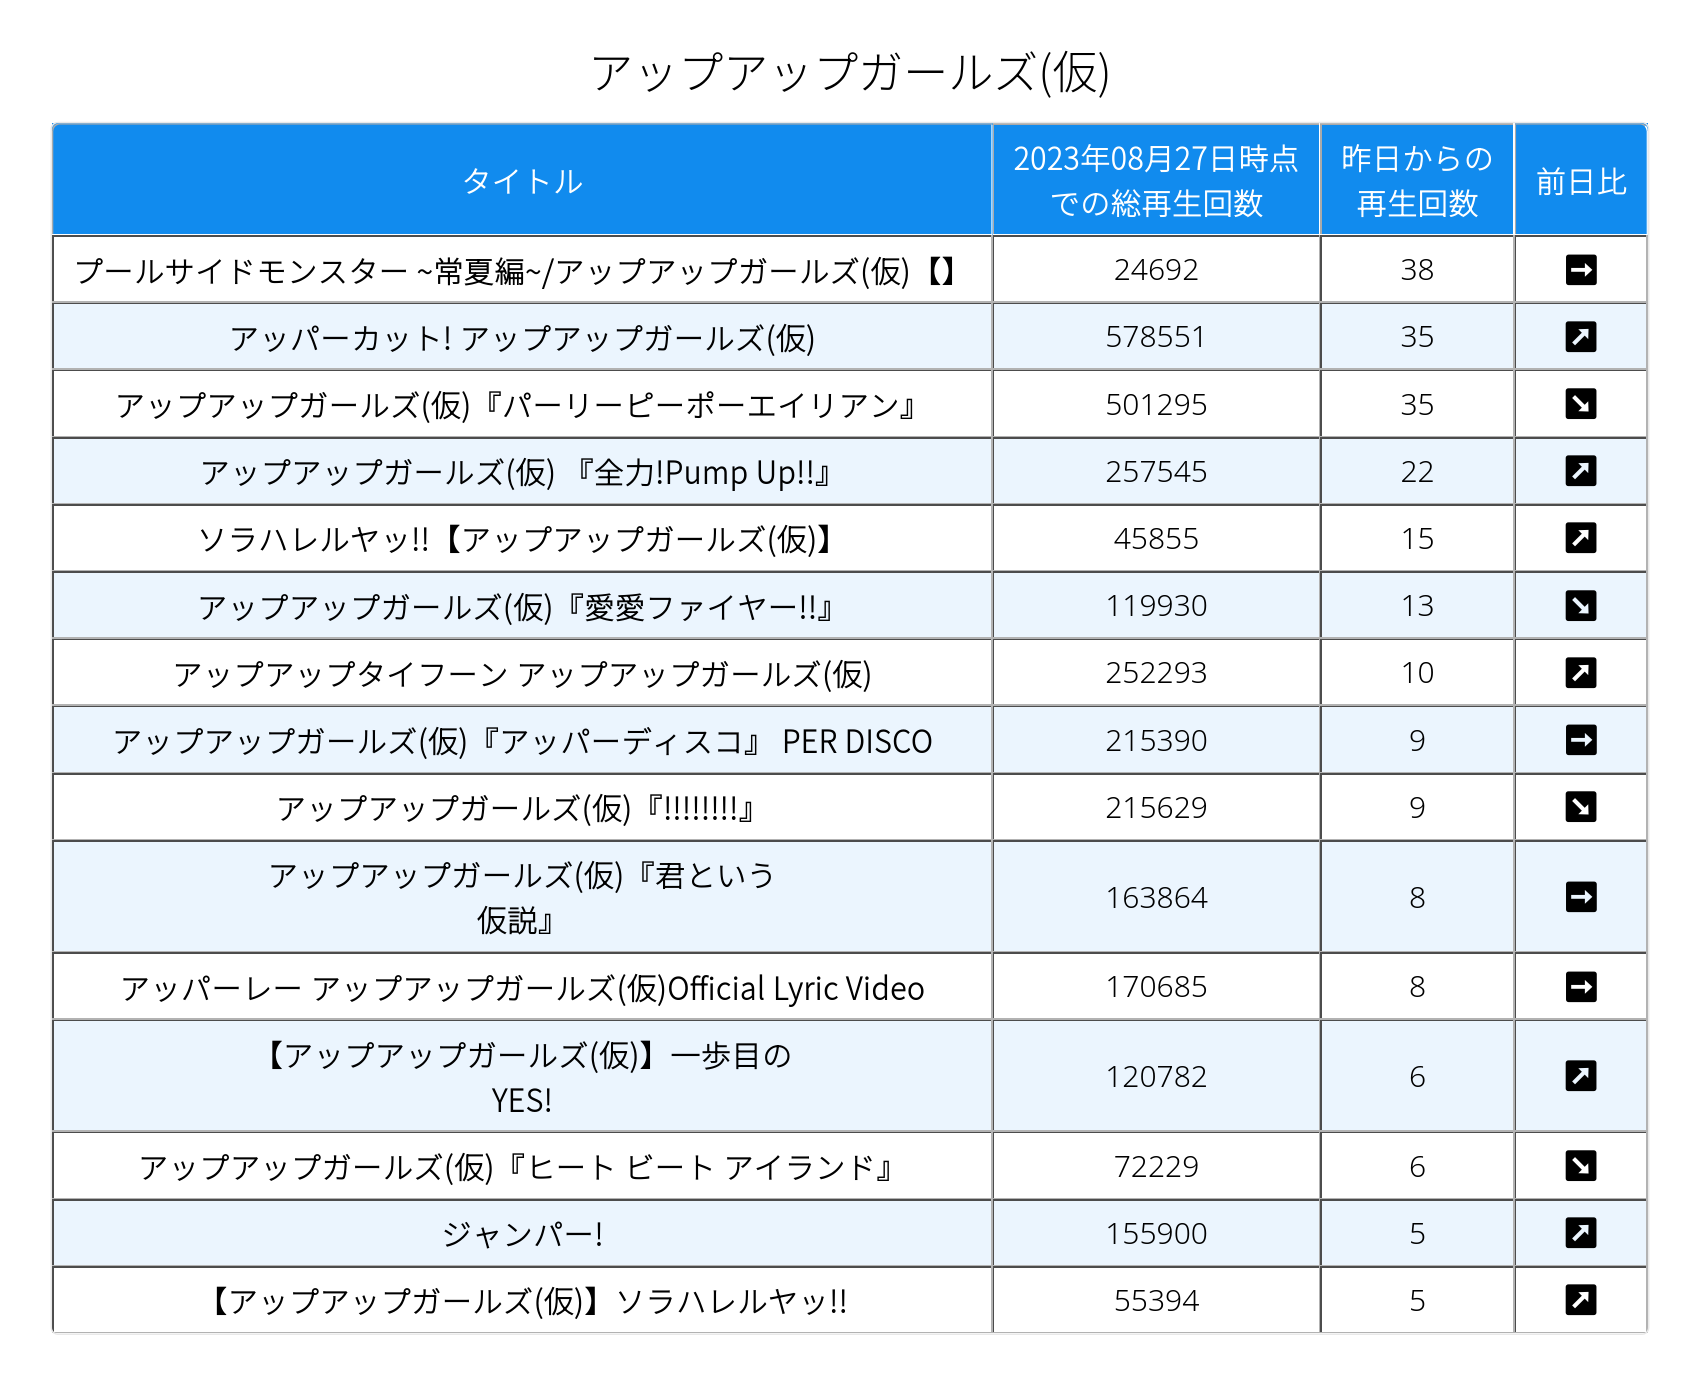 アップアップガールズ(仮)
タイトル 2023年08月27日時点 での総再生回数 昨日からの 再生回数 前日比
プールサイドモンスター ~常夏編~/アップアップガールズ(仮)【】 24692 38 ➡
アッパーカット! アップアップガールズ(仮) 578551 35 ↗
アップアップガールズ(仮)『パーリーピーポーエイリアン』 501295 35 ↘
アップアップガールズ(仮) 『全力!Pump Up!!』 257545 22 ↗
ソラハレルヤッ!!【アップアップガールズ(仮)】 45855 15 ↗
アップアップガールズ(仮)『愛愛ファイヤー!!』 119930 13 ↘
アップアップタイフーン アップアップガールズ(仮) 252293 10 ↗
アップアップガールズ(仮)『アッパーディスコ』 PER DISCO 215390 9 ➡
アップアップガールズ(仮)『!!!!!!!!』 215629 9 ↘
アップアップガールズ(仮)『君という
仮説』 163864 8 ➡
アッパーレー アップアップガールズ(仮)Official Lyric Video 170685 8 ➡
【アップアップガールズ(仮)】一歩目の
YES! 120782 6 ↗
アップアップガールズ(仮)『ヒート ビート アイランド』 72229 6 ↘
ジャンパー! 155900 5 ↗
【アップアップガールズ(仮)】ソラハレルヤッ!! 55394 5 ↗